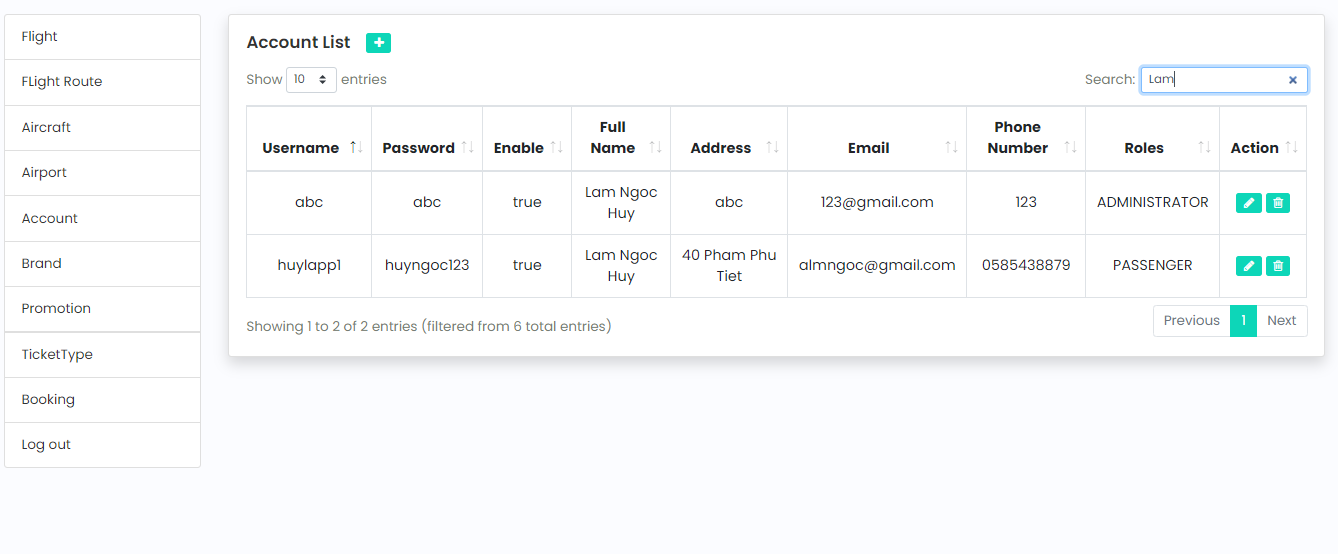 Flight
FLight Route
Aircraft
Airport
Account
Brand
Promotion
TicketType
Booking
Log out
Account List
Show 10 entries
Search: Lam
Username Password Enable Full Name Address Email Phone Number Roles Action
abc abc true Lam Ngoc Huy abc 123@gmail.com 123 ADMINISTRATOR
huylapp1 huyngoc123 true Lam Ngoc Huy 40 Pham Phu Tiet almngoc@gmail.com 0585438879 PASSENGER
Showing 1 to 2 of 2 entries (filtered from 6 total entries)
Previous 1 Next